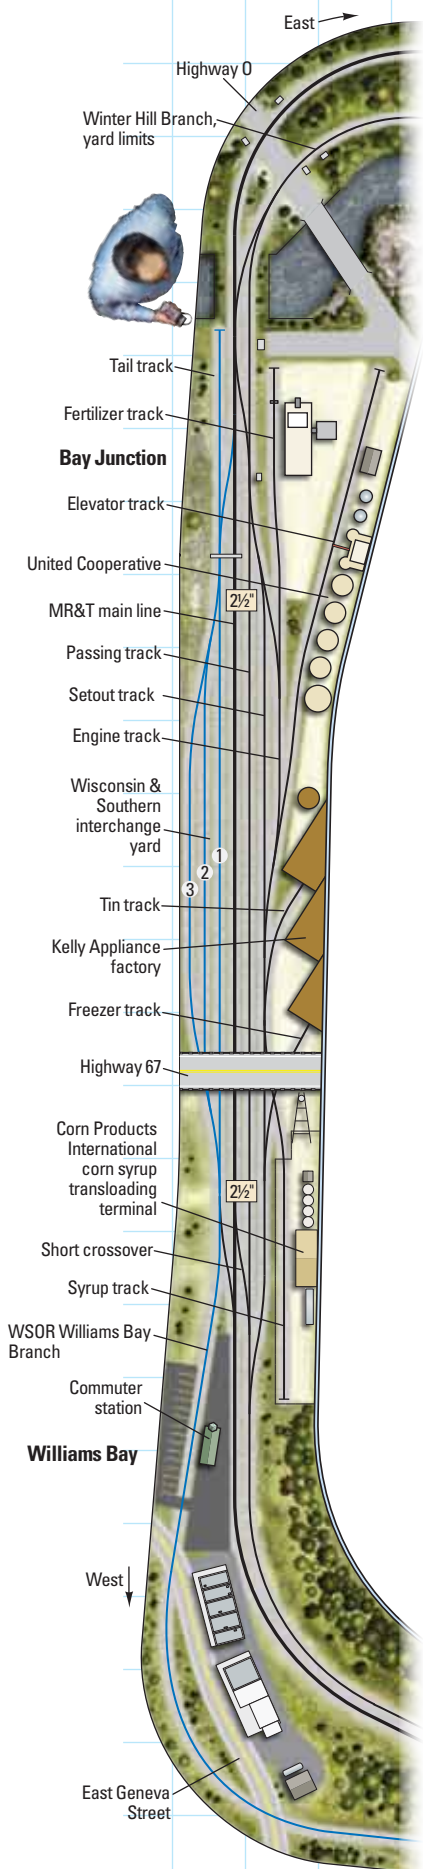 East
Highway O
Winter Hill Branch,
yard limits
Tail track
Fertilizer track
Bay Junction
Elevator track
United Cooperative
2½"
MR&T main line
Passing track
Setout track
Engine track
Wisconsin &
Southern
interchange
yard
1
2
3
Tin track
Kelly Appliance
factory
Freezer track
Highway 67
Corn Products
International
corn syrup
transloading
terminal
2½"
Short crossover
Syrup track
WSOR Williams Bay
Branch
Commuter
station
Williams Bay
West
East Geneva
Street